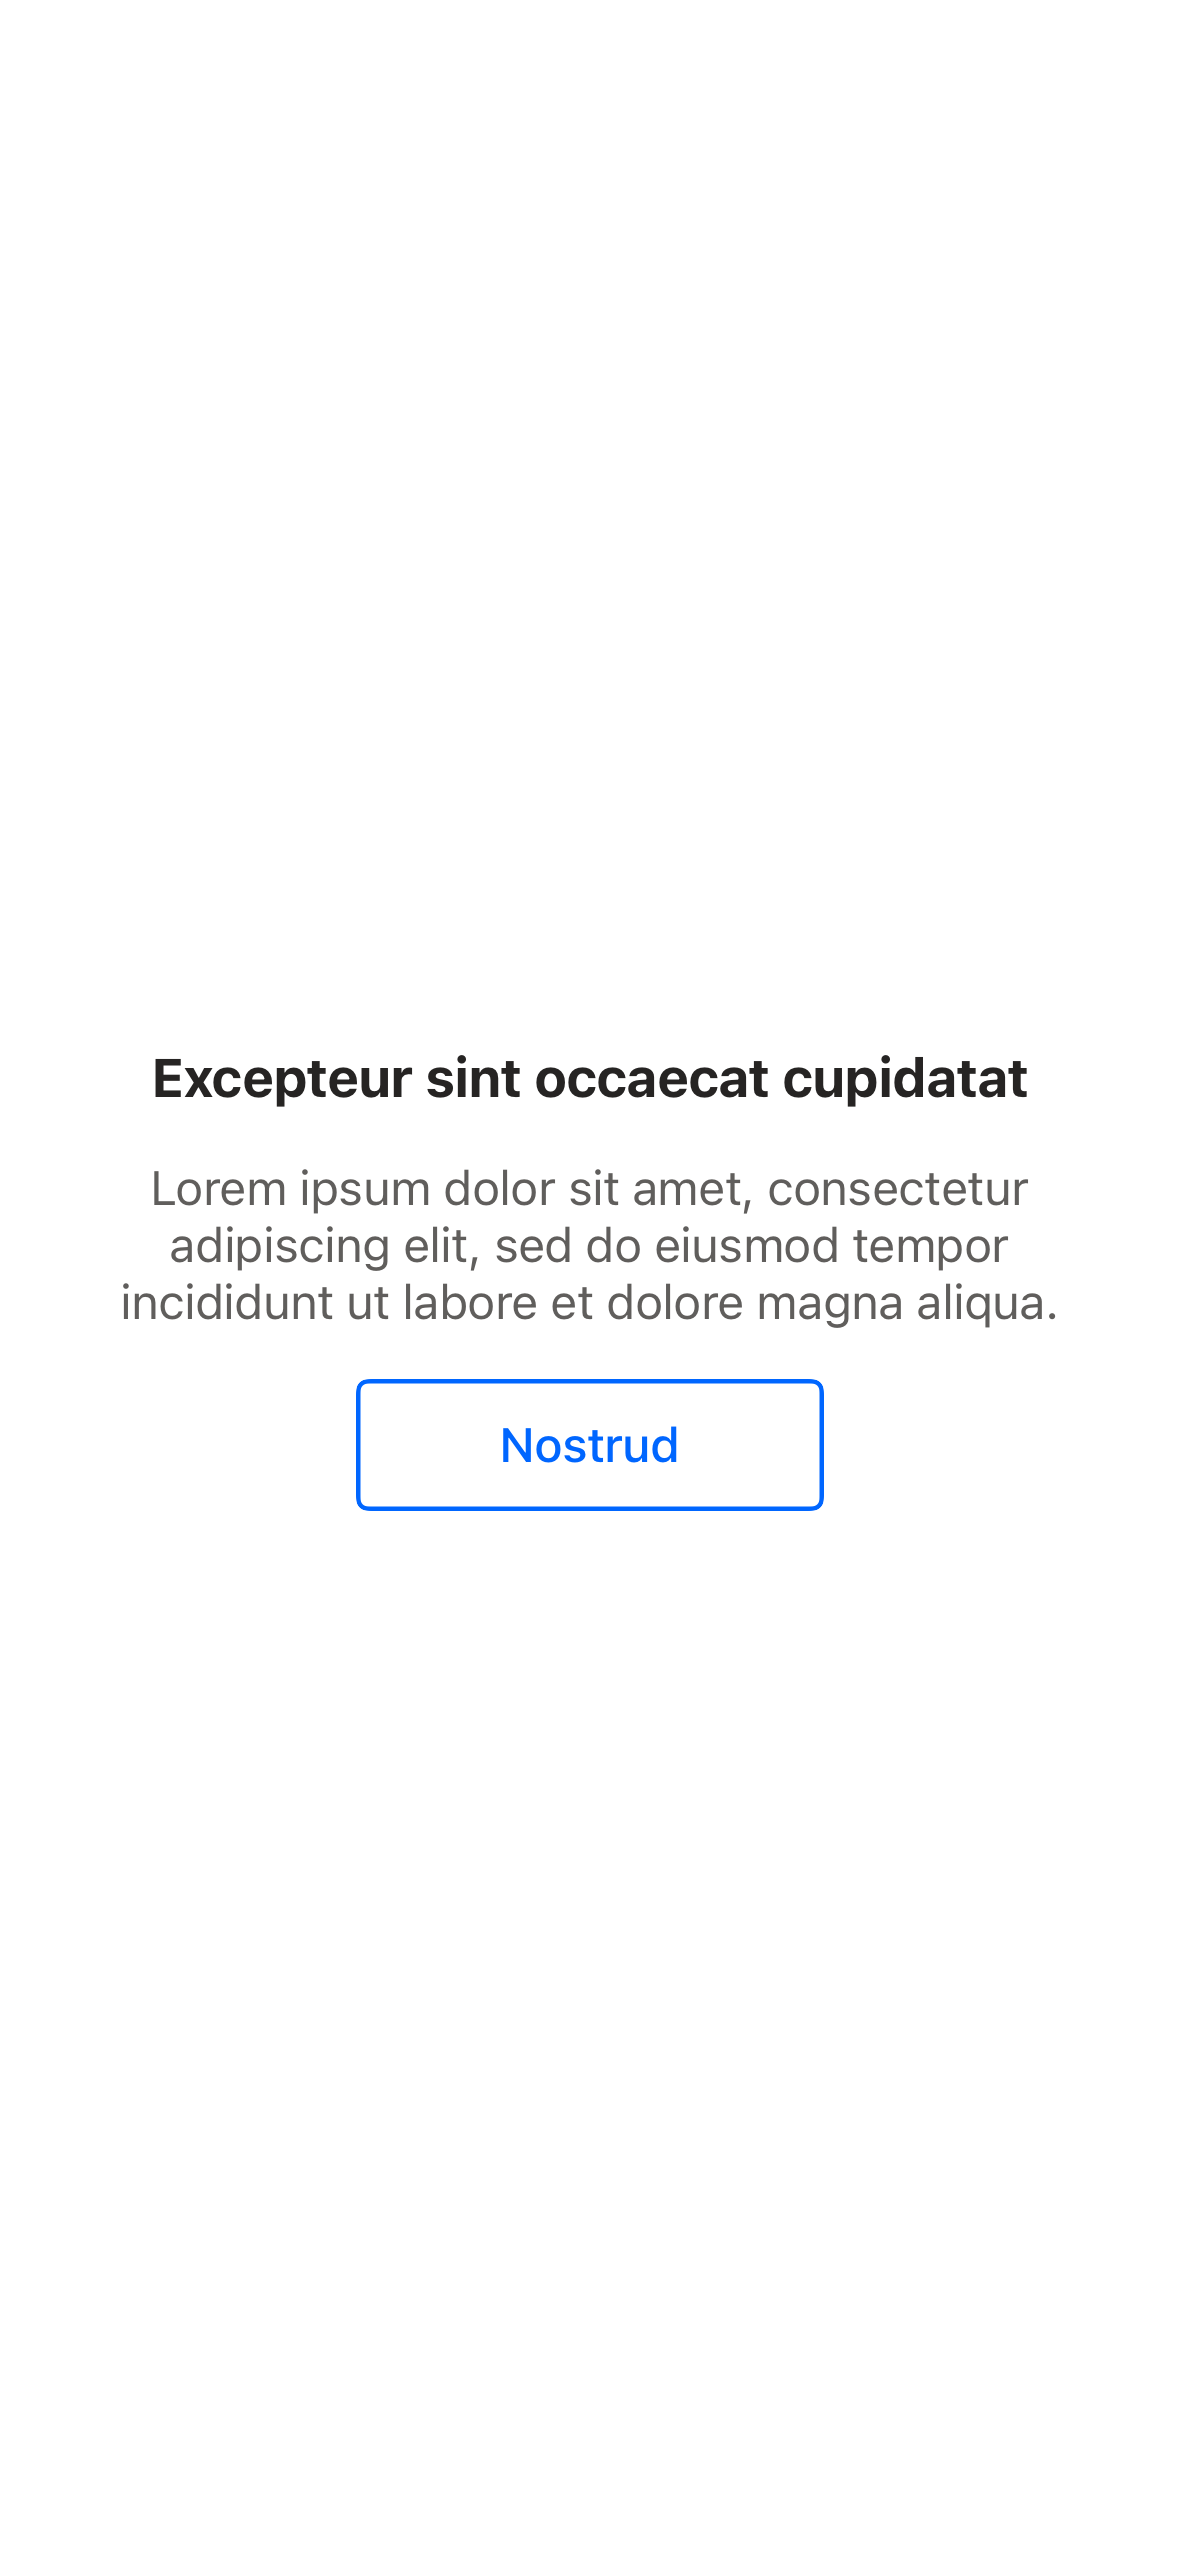 Excepteur sint occaecat cupidatat
Lorem ipsum dolor sit amet, consectetur
adipiscing elit, sed do eiusmod tempor
incididunt ut labore et dolore magna aliqua.
Nostrud